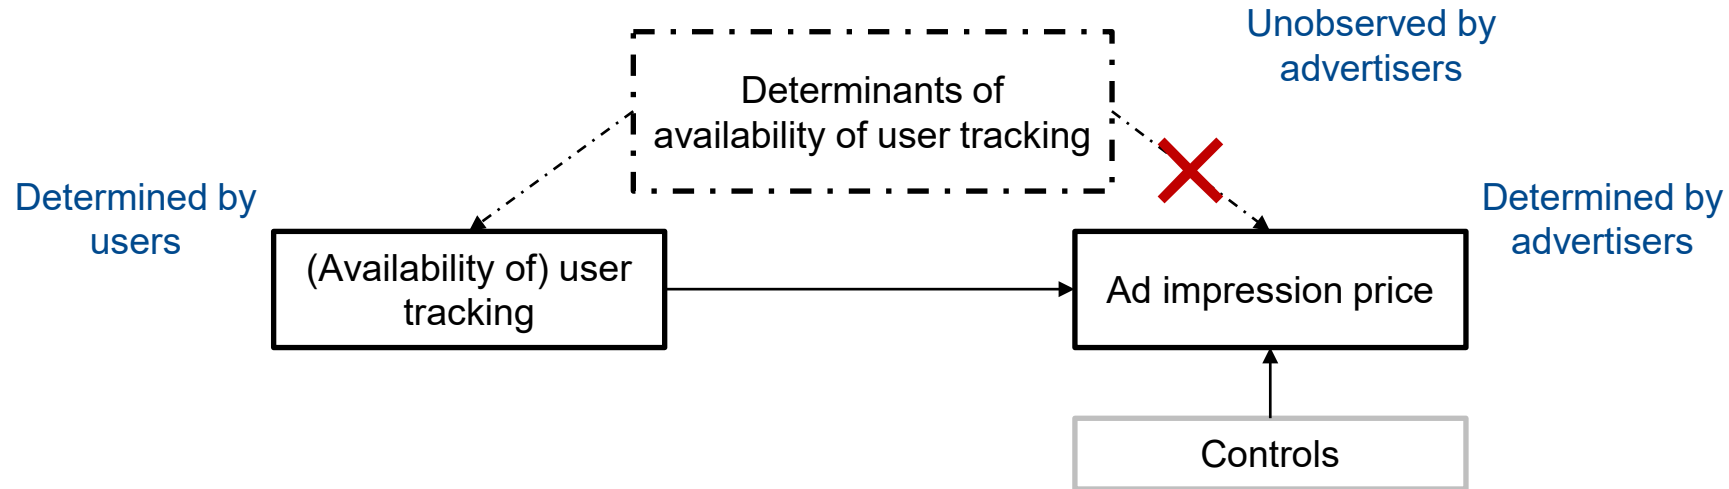 Unobserved by
advertisers
Determinants of
availability of user tracking
Determined by
users
Determined by
advertisers
(Availability of) user
tracking
Ad impression price
Controls